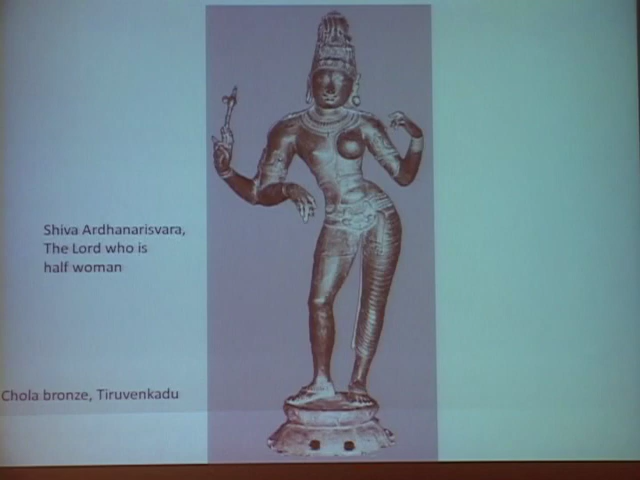 Shiva Ardhanarisvara,
The Lord who is
half woman
Chola bronze, Tiruvenkadu